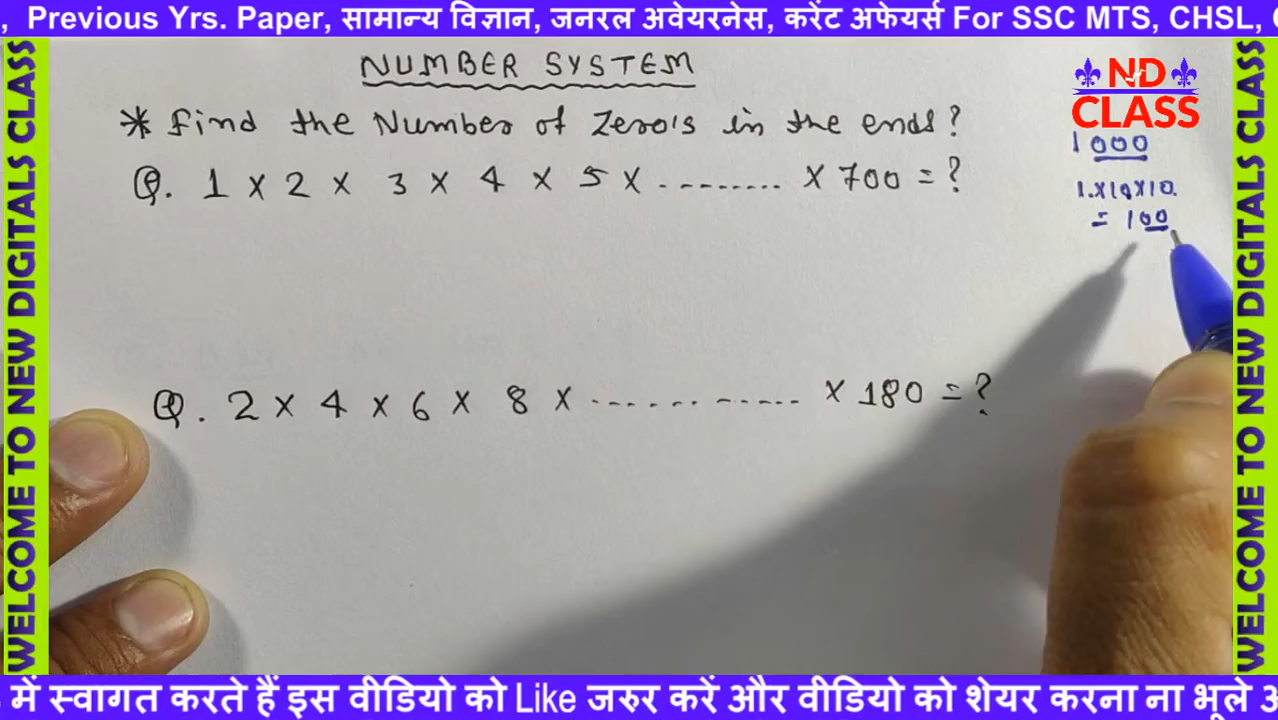 , Previous Yrs. Paper, सामान्य विज्ञान, जनरल अवेयरनेस, करेंट अफेयर्स For SSC MTS, CHSL,
WELCOME TO NEW DIGITALS CLASS
ND
CLASS
NUMBER SYSTEM
* Find the Number of Zero's in the ends?
1000
Q. 1 × 2 × 3 × 4 × 5 × --------- × 700 = ?
1×10×10
= 100
Q. 2 × 4 × 6 × 8 × ------------ × 180 = ?
WELCOME TO NEW DIGITALS CLASS
में स्वागत करते हैं इस वीडियो को Like जरुर करें और वीडियो को शेयर करना ना भूले